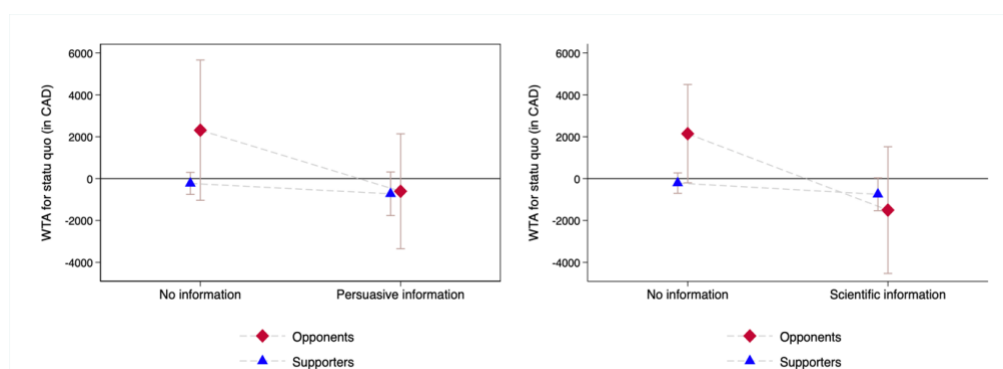 6000
4000
2000
0
-2000
-4000
WTA for statu quo (in CAD)
No information
Persuasive information
Opponents
Supporters
6000
4000
2000
0
-2000
-4000
WTA for statu quo (in CAD)
No information
Scientific information
Opponents
Supporters